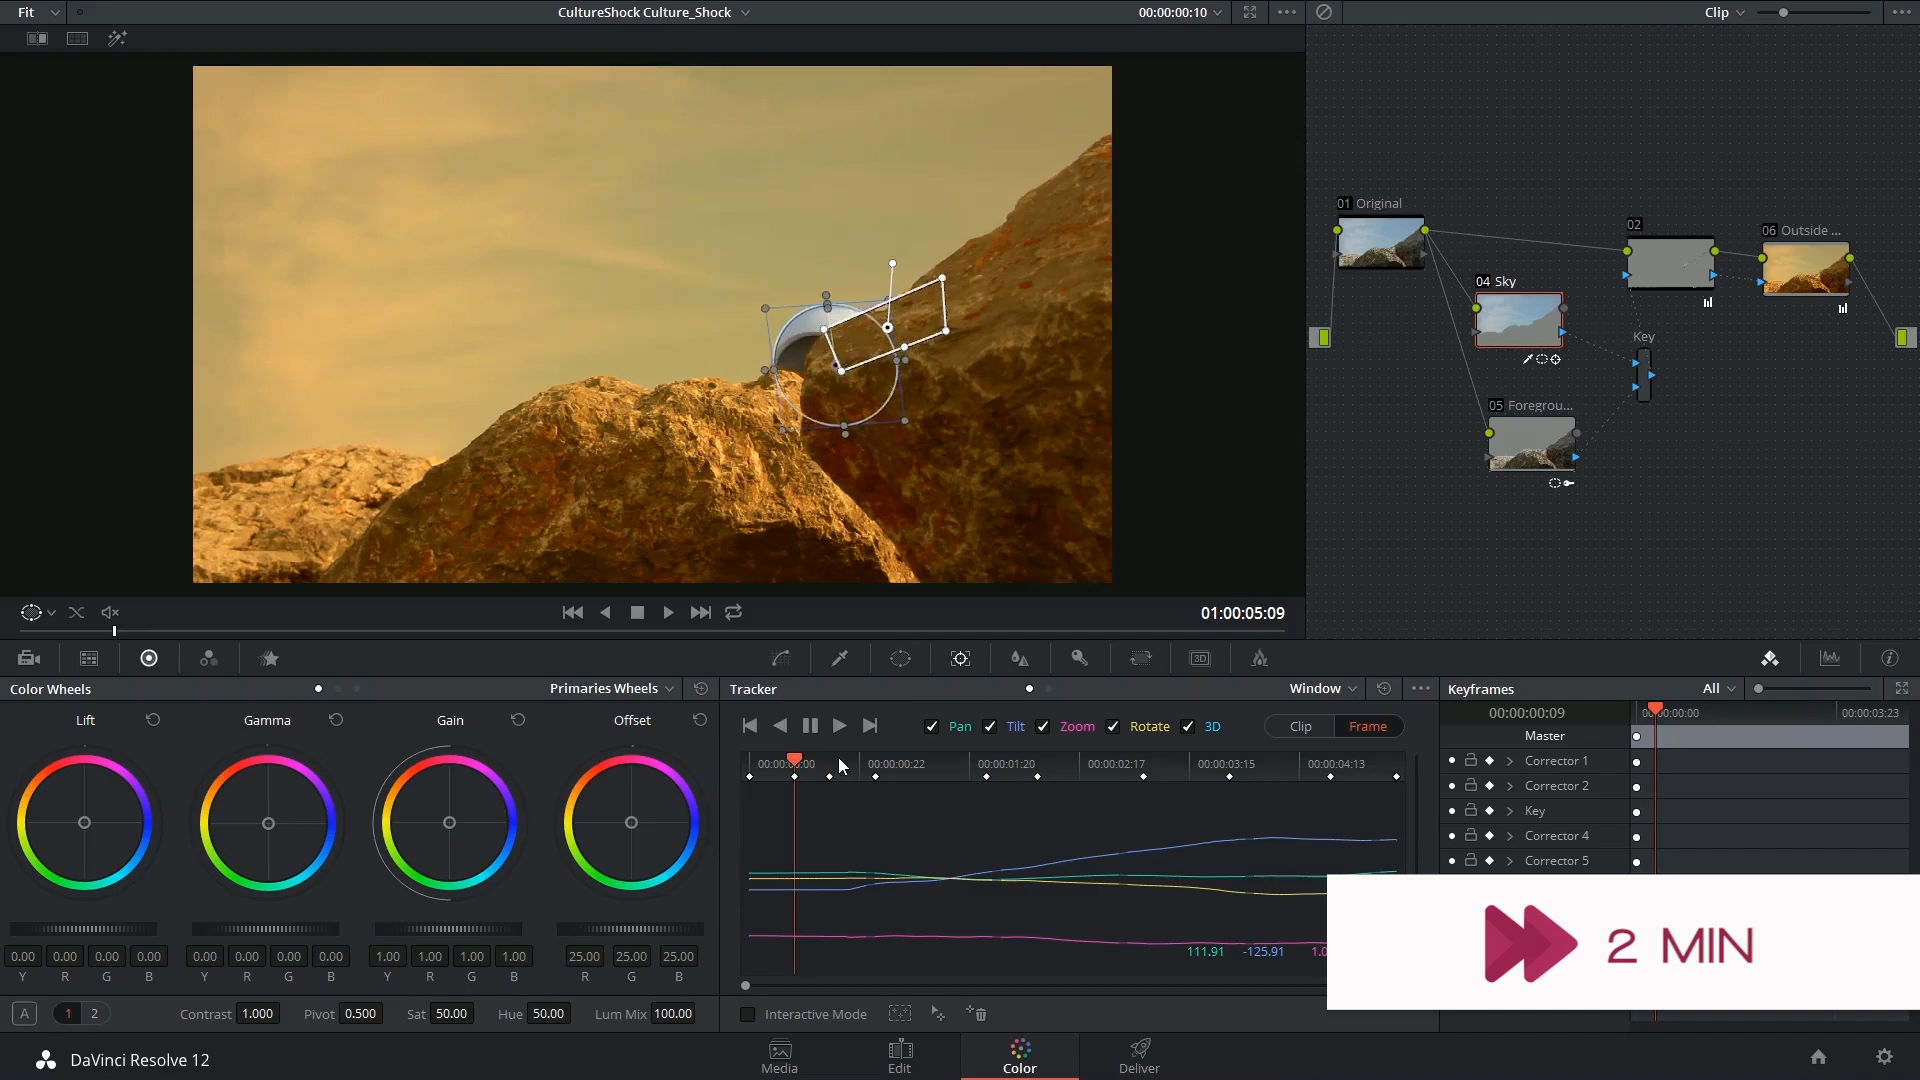 Fit
CultureShock Culture_Shock
00:00:00:10
Clip
01 Original
02
06 Outside ...
04 Sky
Key
05 Foregrou...
01:00:05:09
Color Wheels
Primaries Wheels
Tracker
Window
Keyframes
All
Lift
Gamma
Gain
Offset
Pan
Tilt
Zoom
Rotate
3D
Clip
Frame
00:00:00:09
00:00:00:00
00:00:03:23
Master
00:00:00:00
00:00:00:22
00:00:01:20
00:00:02:17
00:00:03:15
00:00:04:13
Corrector 1
Corrector 2
Key
Corrector 4
Corrector 5
111.91
-125.91
1.0
2 MIN
0.00 0.00 0.00 0.00
0.00 0.00 0.00 0.00
1.00 1.00 1.00 1.00
25.00 25.00 25.00
Y R G B
Y R G B
Y R G B
R G B
A
1 2
Contrast 1.000
Pivot 0.500
Sat 50.00
Hue 50.00
Lum Mix 100.00
Interactive Mode
DaVinci Resolve 12
Media
Edit
Color
Deliver